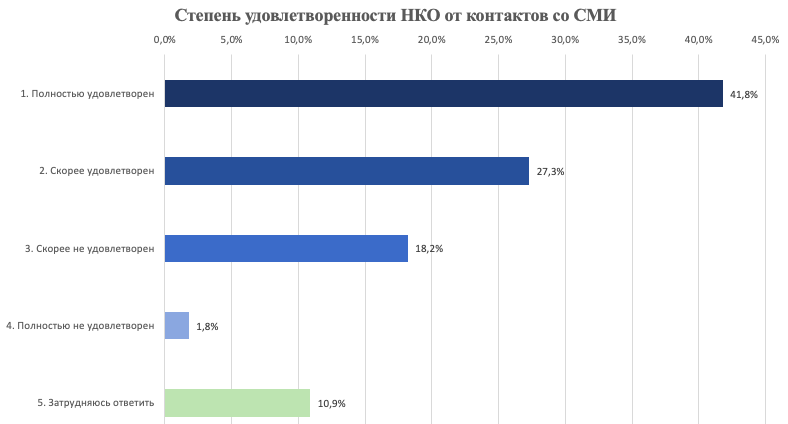 Степень удовлетворенности НКО от контактов со СМИ
0,0% 5,0% 10,0% 15,0% 20,0% 25,0% 30,0% 35,0% 40,0% 45,0%
1. Полностью удовлетворен 41,8%
2. Скорее удовлетворен 27,3%
3. Скорее не удовлетворен 18,2%
4. Полностью не удовлетворен 1,8%
5. Затрудняюсь ответить 10,9%